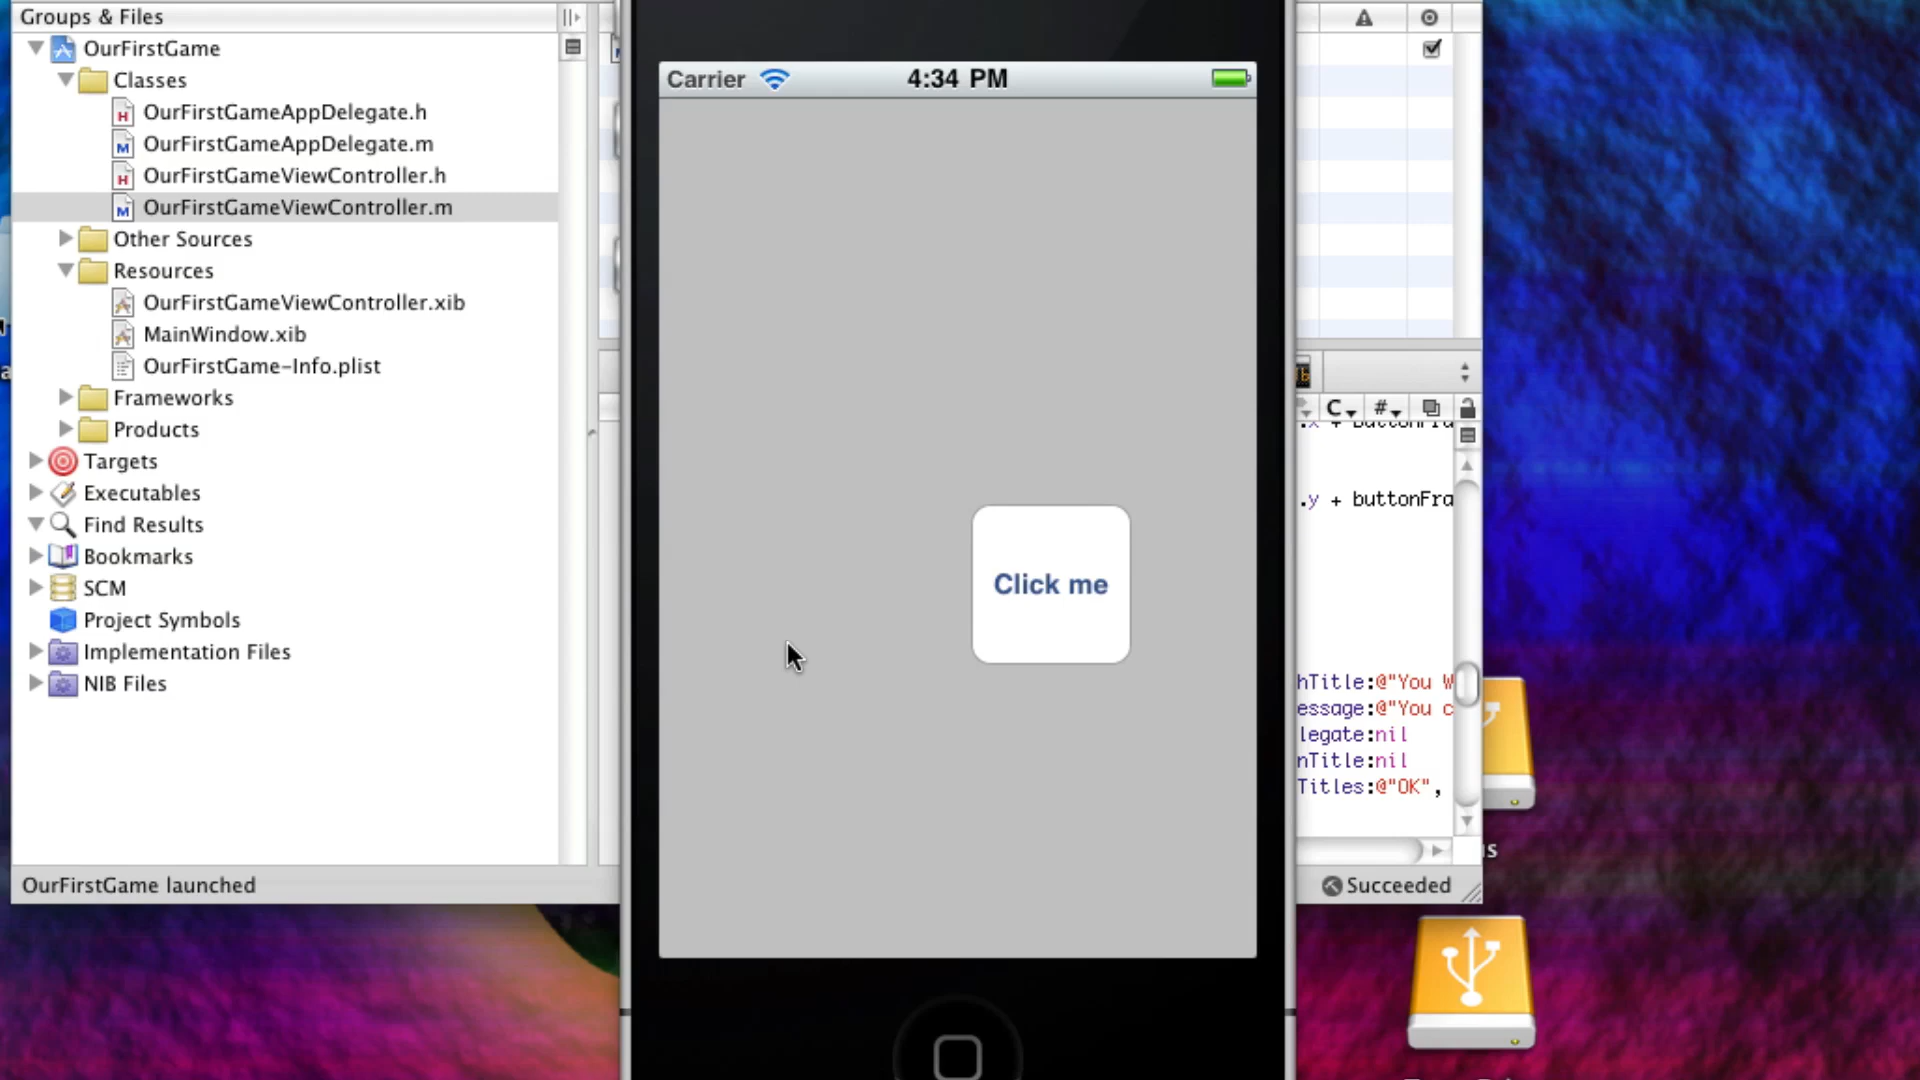 Groups & Files
OurFirstGame
Classes
OurFirstGameAppDelegate.h
OurFirstGameAppDelegate.m
OurFirstGameViewController.h
OurFirstGameViewController.m
Other Sources
Resources
OurFirstGameViewController.xib
MainWindow.xib
OurFirstGame-Info.plist
Frameworks
Products
Targets
Executables
Find Results
Bookmarks
SCM
Project Symbols
Implementation Files
NIB Files
OurFirstGame launched
Carrier 4:34 PM
Click me
C #
.x + buttonFra
.y + buttonFra
hTitle:@"You W
essage:@"You c
legate:nil
nTitle:nil
Titles:@"OK",
Succeeded